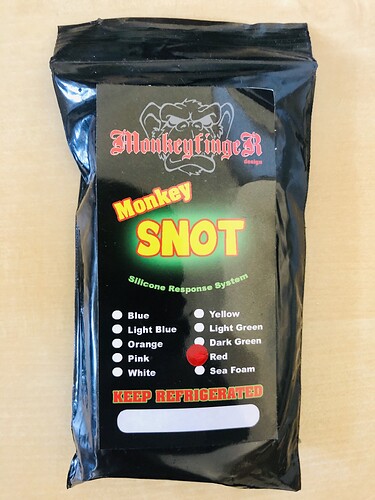 MonkeyfingeR
design
Monkey
SNOT
Silicone Response System
Blue
Light Blue
Orange
Pink
White
Yellow
Light Green
Dark Green
Red
Sea Foam
KEEP REFRIGERATED